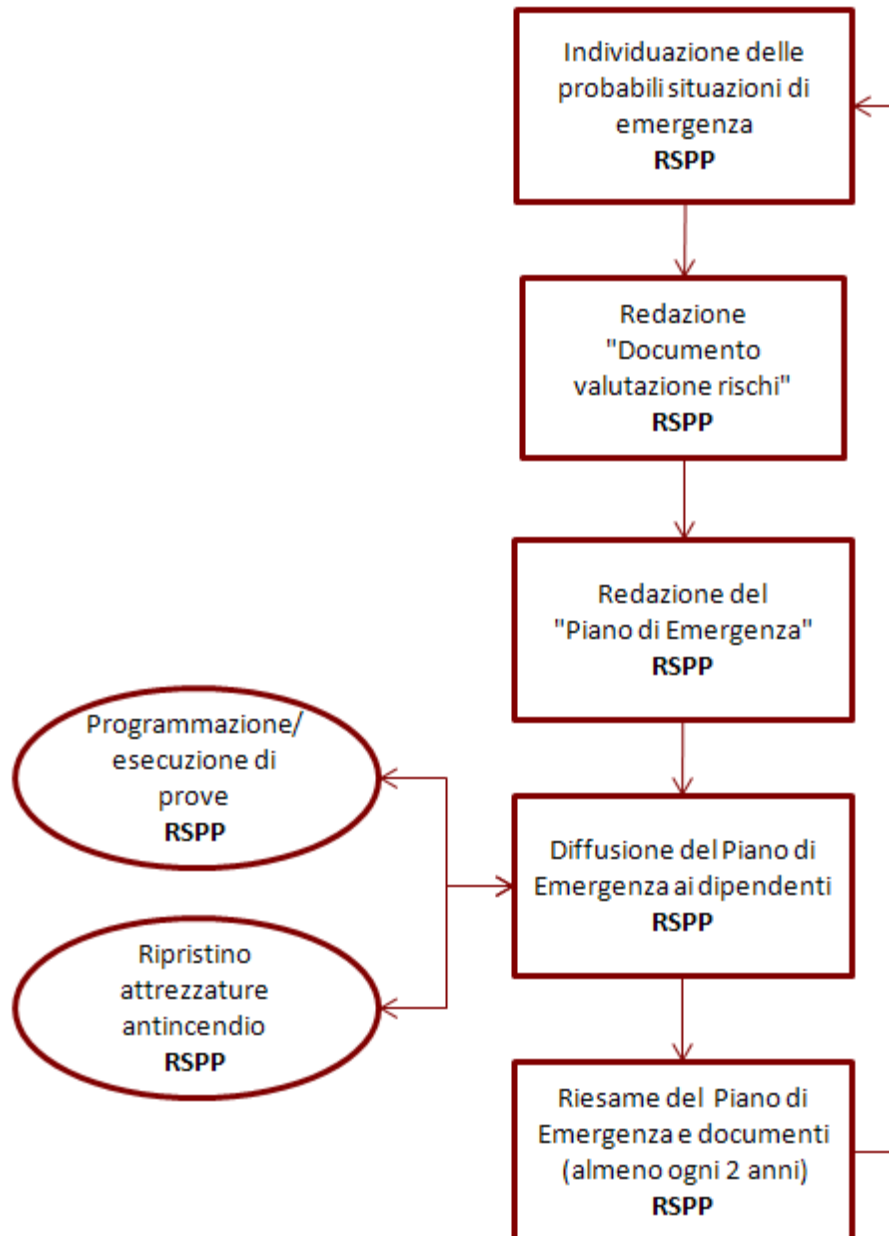 Individuazione delle
probabili situazioni di
emergenza
RSPP
Redazione
"Documento
valutazione rischi"
RSPP
Redazione del
"Piano di Emergenza"
RSPP
Programmazione/
esecuzione di
prove
RSPP
Diffusione del Piano di
Emergenza ai dipendenti
RSPP
Ripristino
attrezzature
antincendio
RSPP
Riesame del Piano di
Emergenza e documenti
(almeno ogni 2 anni)
RSPP